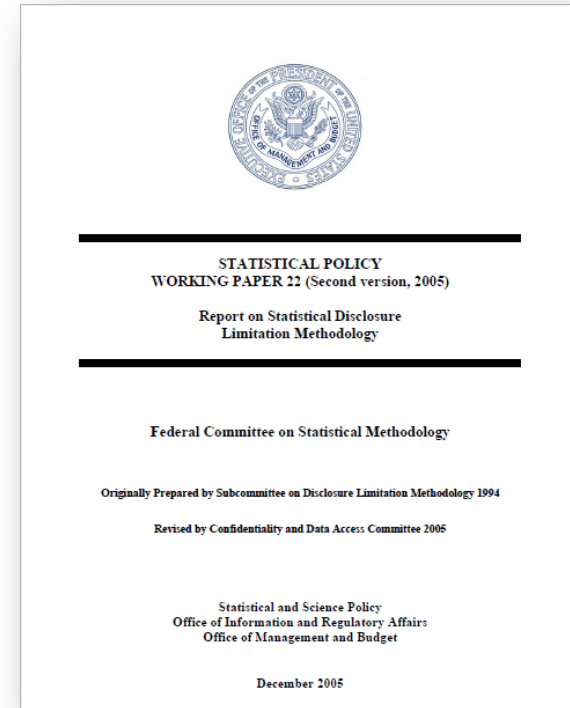 EXECUTIVE OFFICE OF THE PRESIDENT OF THE UNITED STATES
OFFICE OF MANAGEMENT AND BUDGET
STATISTICAL POLICY
WORKING PAPER 22 (Second version, 2005)
Report on Statistical Disclosure
Limitation Methodology
Federal Committee on Statistical Methodology
Originally Prepared by Subcommittee on Disclosure Limitation Methodology 1994
Revised by Confidentiality and Data Access Committee 2005
Statistical and Science Policy
Office of Information and Regulatory Affairs
Office of Management and Budget
December 2005